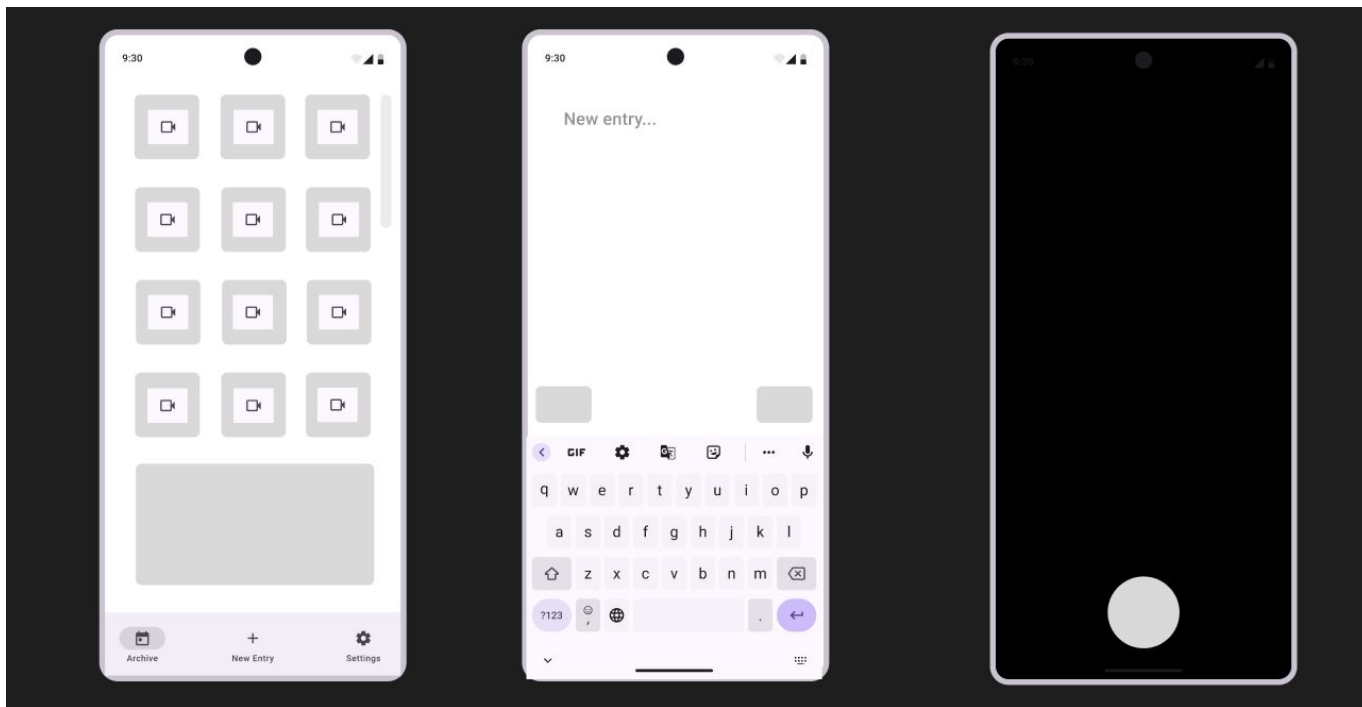 9:30
Archive
New Entry
Settings
9:30
New entry...
GIF
q w e r t y u i o p
a s d f g h j k l
z x c v b n m
?123 , .
9:30